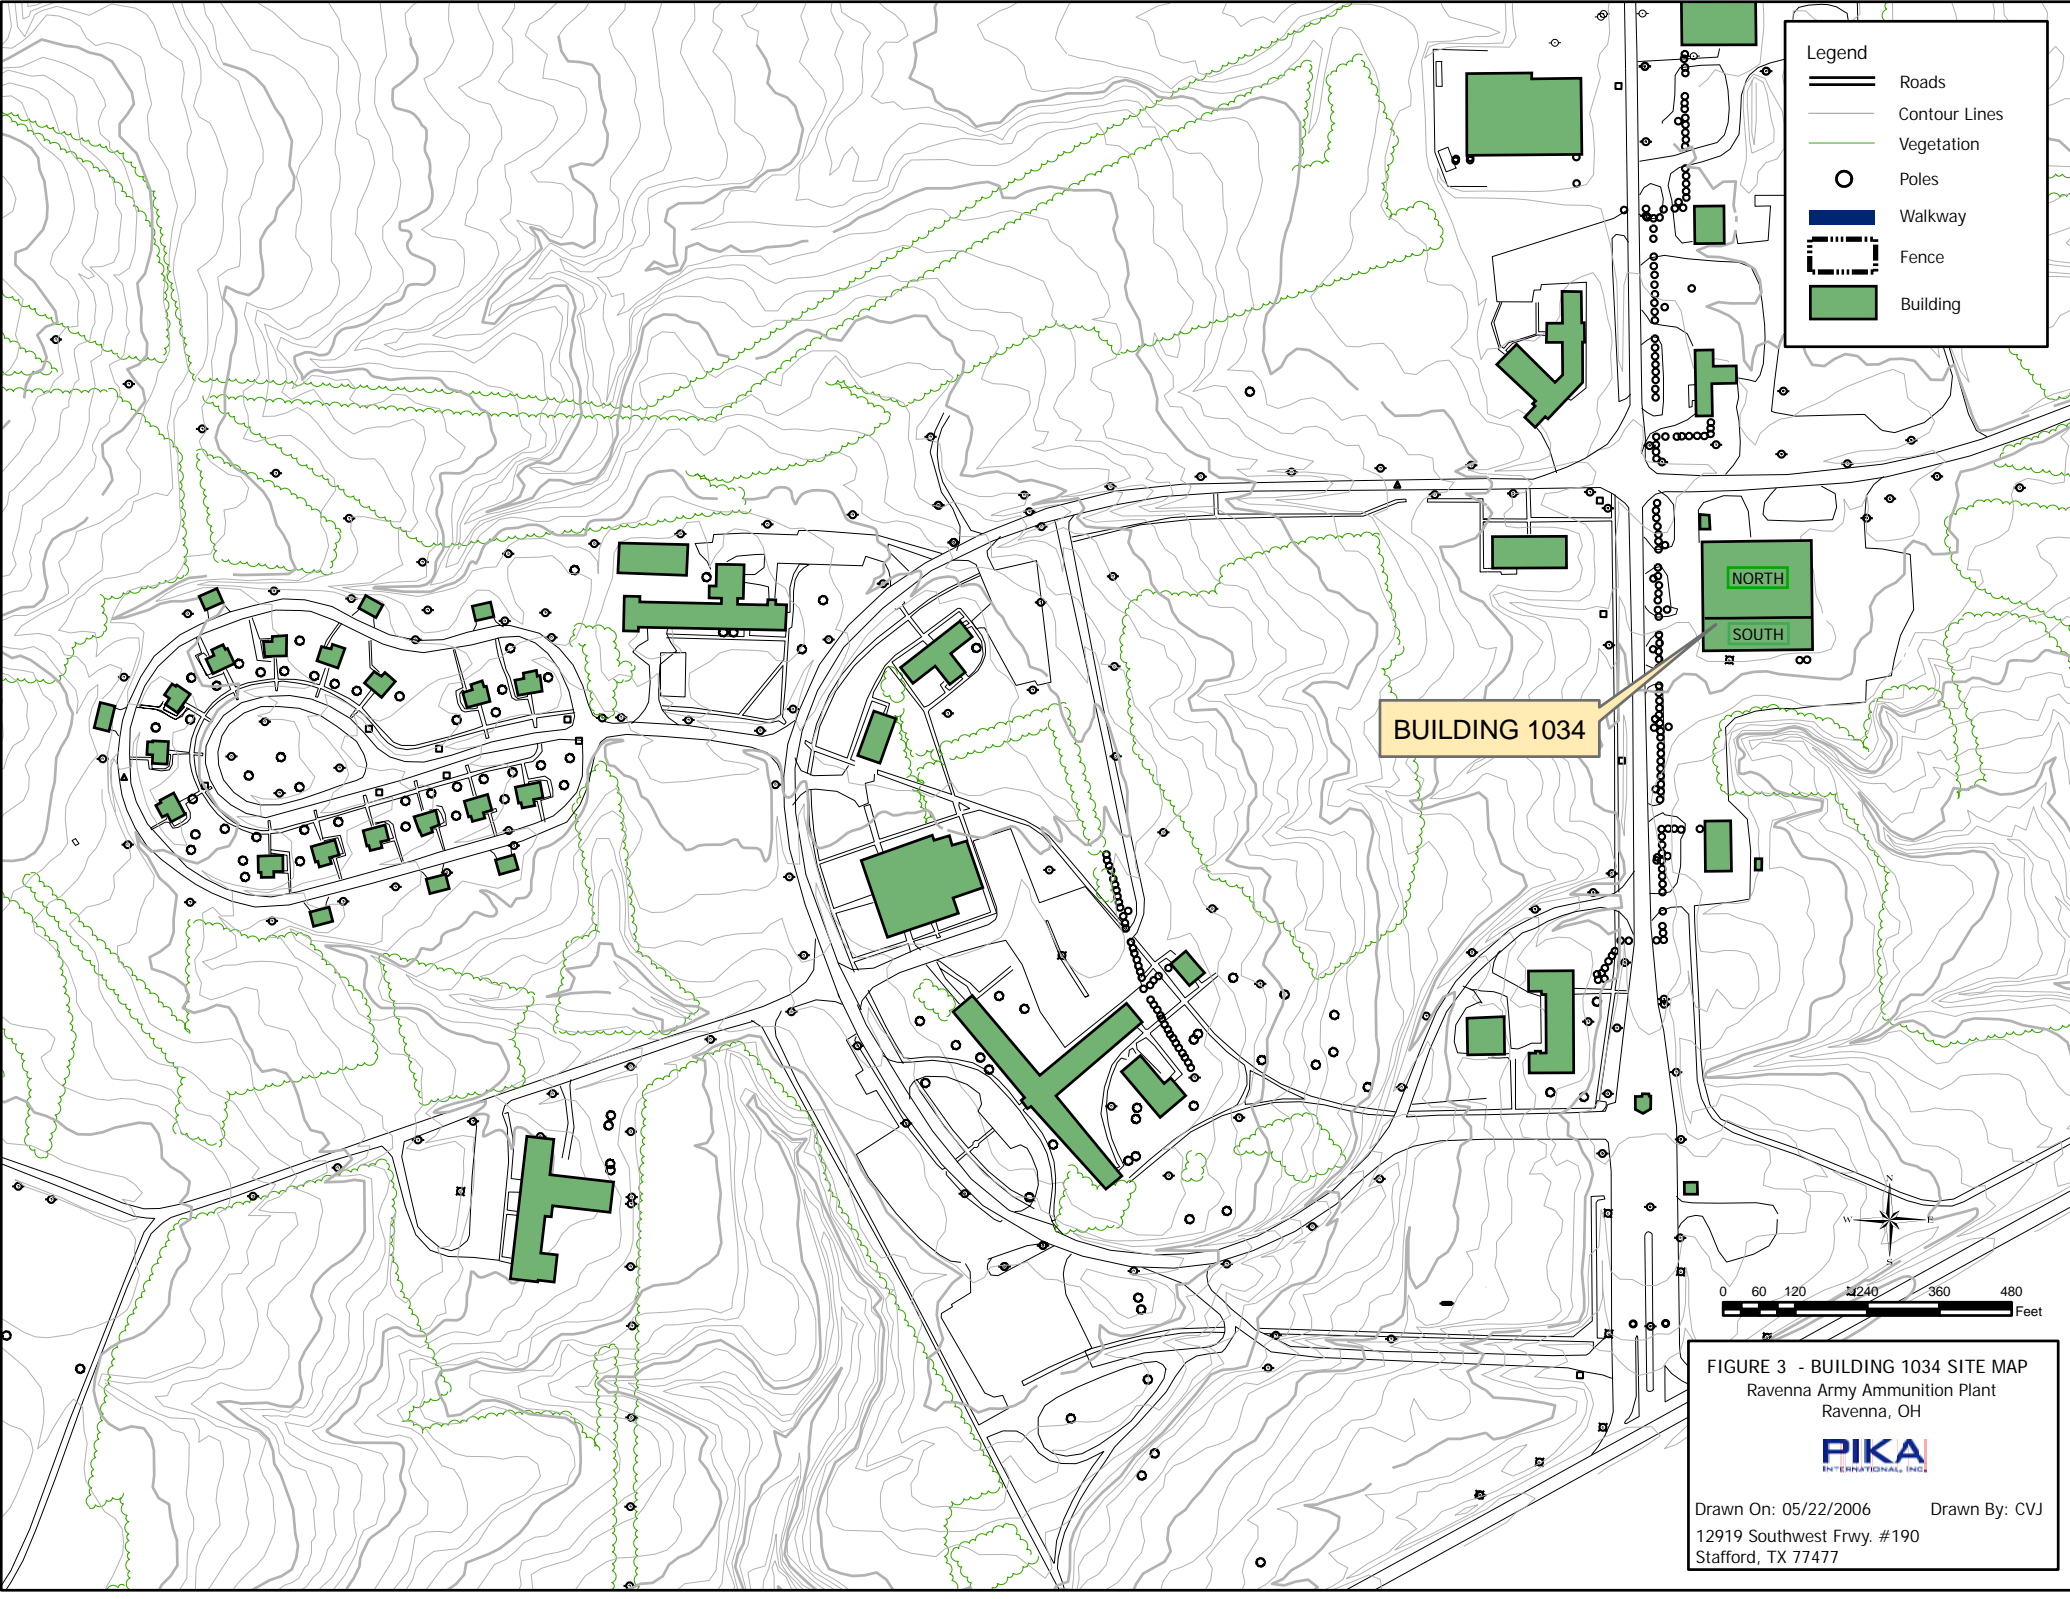 Legend
Roads
Contour Lines
Vegetation
Poles
Walkway
Fence
Building
NORTH
SOUTH
BUILDING 1034
N
W E
S
0 60 120 240 360 480
Feet
FIGURE 3 - BUILDING 1034 SITE MAP
Ravenna Army Ammunition Plant
Ravenna, OH
PIKA
INTERNATIONAL, INC.
Drawn On: 05/22/2006 Drawn By: CVJ
12919 Southwest Frwy. #190
Stafford, TX 77477